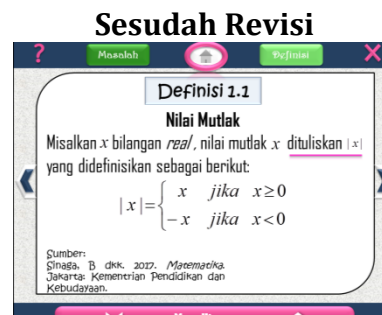 Sesudah Revisi
? Masalah Definisi X
Definisi 1.1
Nilai Mutlak
Misalkan x bilangan real, nilai mutlak x dituliskan |x|
yang didefinisikan sebagai berikut:
|x|={ x jika x≥0
−x jika x<0
Sumber:
Sinaga, B dkk. 2017. Matematika.
Jakarta: Kementrian Pendidikan dan
Kebudayaan.